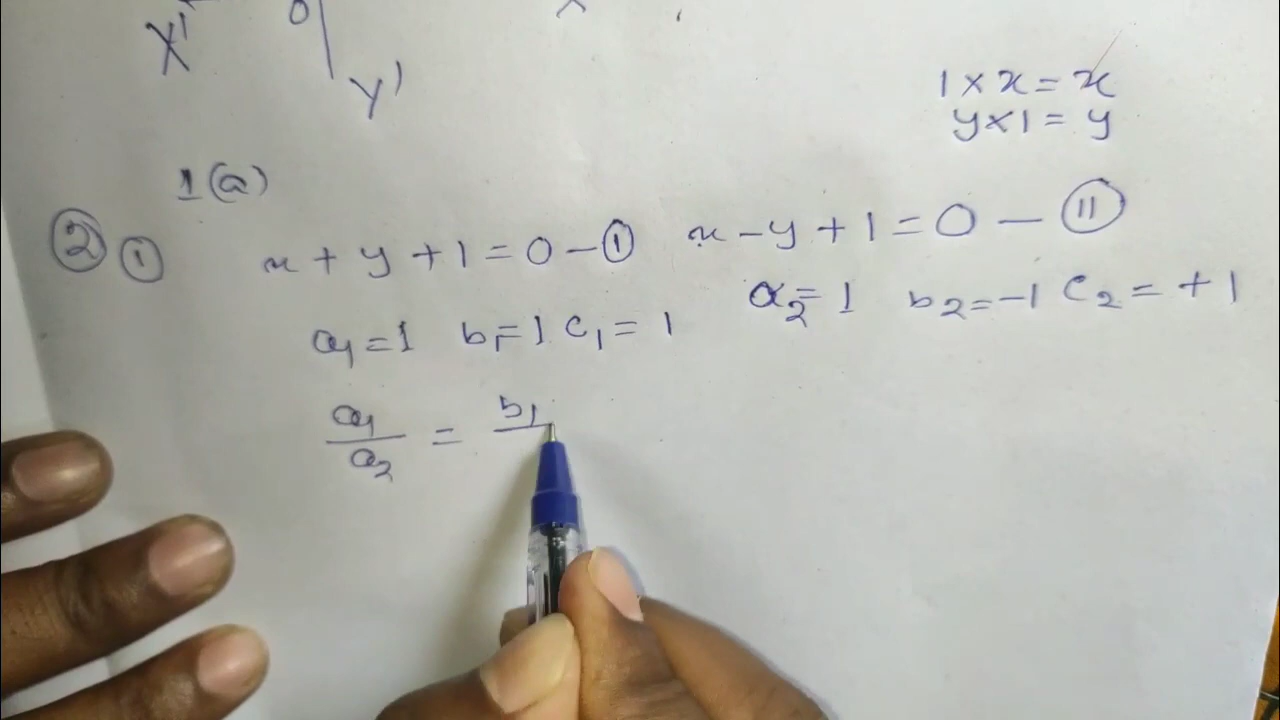 O
X'
Y'
1 × x = x
y×1 = y
1(a)
② ① x + y + 1 = 0 – ① x – y + 1 = 0 – ⑪
a₁ = 1 b₁ = 1 c₁ = 1 a₂ = 1 b₂ = –1 c₂ = +1
a₁/a₂ = b₁/